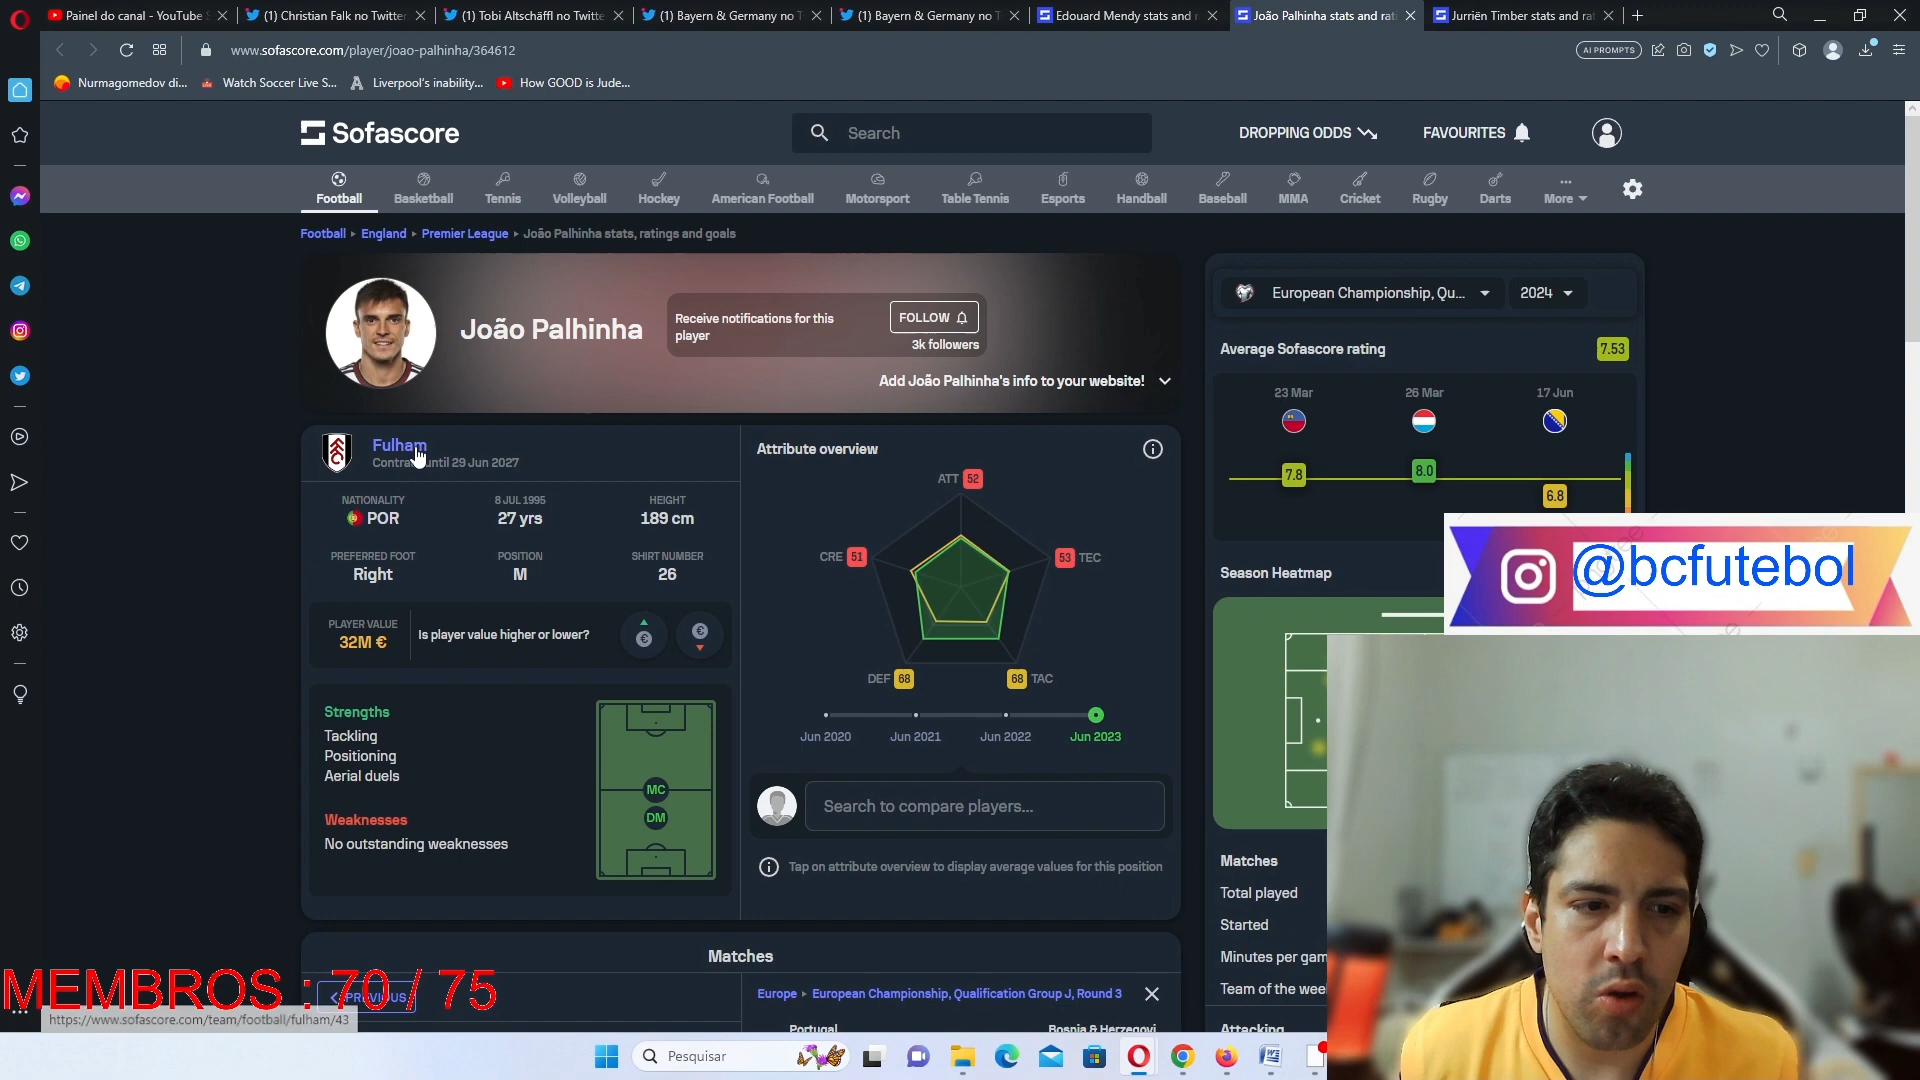 Painel do canal - YouTube S
(1) Christian Falk no Twitter
(1) Tobi Altschäffl no Twitte
(1) Bayern & Germany no T
(1) Bayern & Germany no T
Edouard Mendy stats and r
João Palhinha stats and rati
Jurriën Timber stats and rat
www.sofascore.com/player/joao-palhinha/364612
AI PROMPTS
Nurmagomedov di...
Watch Soccer Live S...
Liverpool's inability...
How GOOD is Jude...
Sofascore
Search
DROPPING ODDS
FAVOURITES
Football
Basketball
Tennis
Volleyball
Hockey
American Football
Motorsport
Table Tennis
Esports
Handball
Baseball
MMA
Cricket
Rugby
Darts
More
Football
England
Premier League
João Palhinha stats, ratings and goals
João Palhinha
Receive notifications for this
player
FOLLOW
3k followers
Add João Palhinha's info to your website!
European Championship, Qu...
2024
Average Sofascore rating
7.53
23 Mar
26 Mar
17 Jun
7.8
8.0
6.8
Fulham
Contract until 29 Jun 2027
NATIONALITY
POR
8 JUL 1995
27 yrs
HEIGHT
189 cm
PREFERRED FOOT
Right
POSITION
M
SHIRT NUMBER
26
PLAYER VALUE
32M €
Is player value higher or lower?
Strengths
Tackling
Positioning
Aerial duels
Weaknesses
No outstanding weaknesses
MC
DM
Attribute overview
ATT 52
CRE 51
53 TEC
DEF 68
68 TAC
Jun 2020
Jun 2021
Jun 2022
Jun 2023
Search to compare players...
Tap on attribute overview to display average values for this position
Season Heatmap
@bcfutebol
Matches
Total played
Started
Minutes per gam
Team of the wee
Attacking
Matches
PREVIOUS
Europe
European Championship, Qualification Group J, Round 3
Portugal
Bosnia & Herzegovi
MEMBROS : 70 / 75
https://www.sofascore.com/team/football/fulham/43
Pesquisar